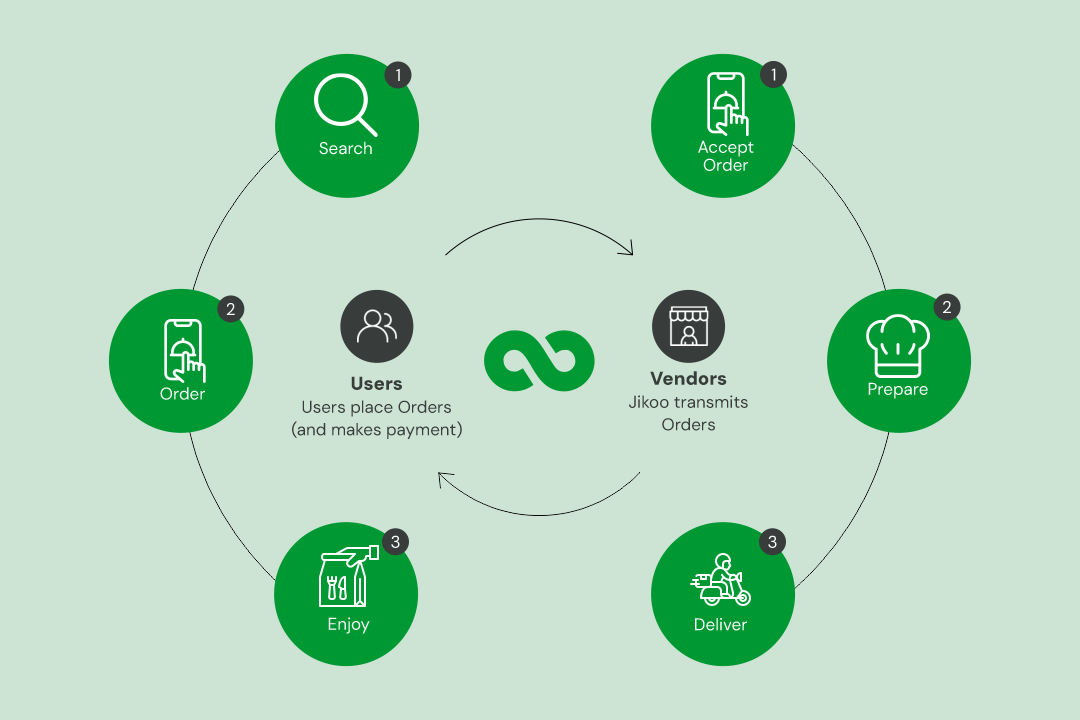 1
Search
1
Accept
Order
2
Order
Users
Users place Orders
(and makes payment)
Vendors
Jikoo transmits
Orders
2
Prepare
3
Enjoy
3
Deliver